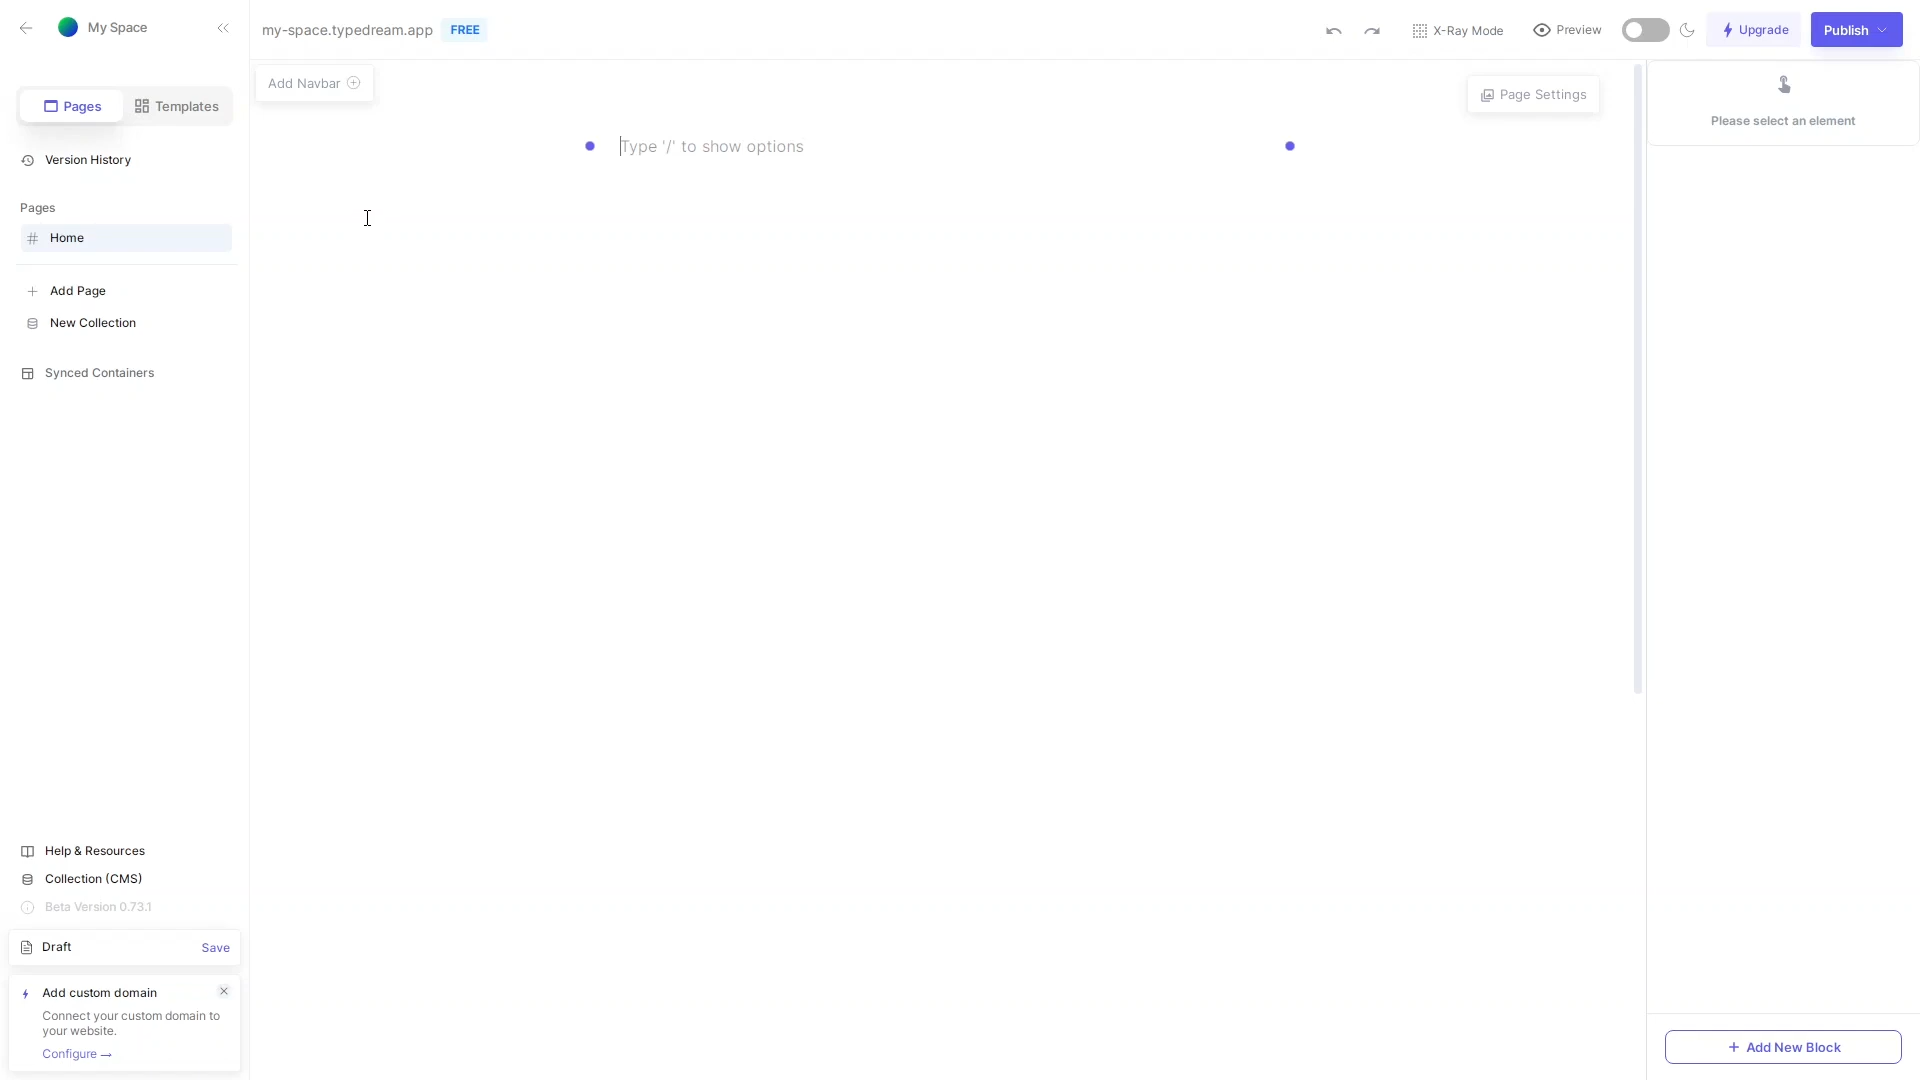 My Space
my-space.typedream.app FREE
X-Ray Mode
Preview
Upgrade
Publish
Pages
Templates
Add Navbar
Page Settings
Please select an element
Version History
Type '/' to show options
Pages
Home
Add Page
New Collection
Synced Containers
Help & Resources
Collection (CMS)
Beta Version 0.73.1
Draft
Save
Add custom domain
Connect your custom domain to
your website.
Configure →
+ Add New Block